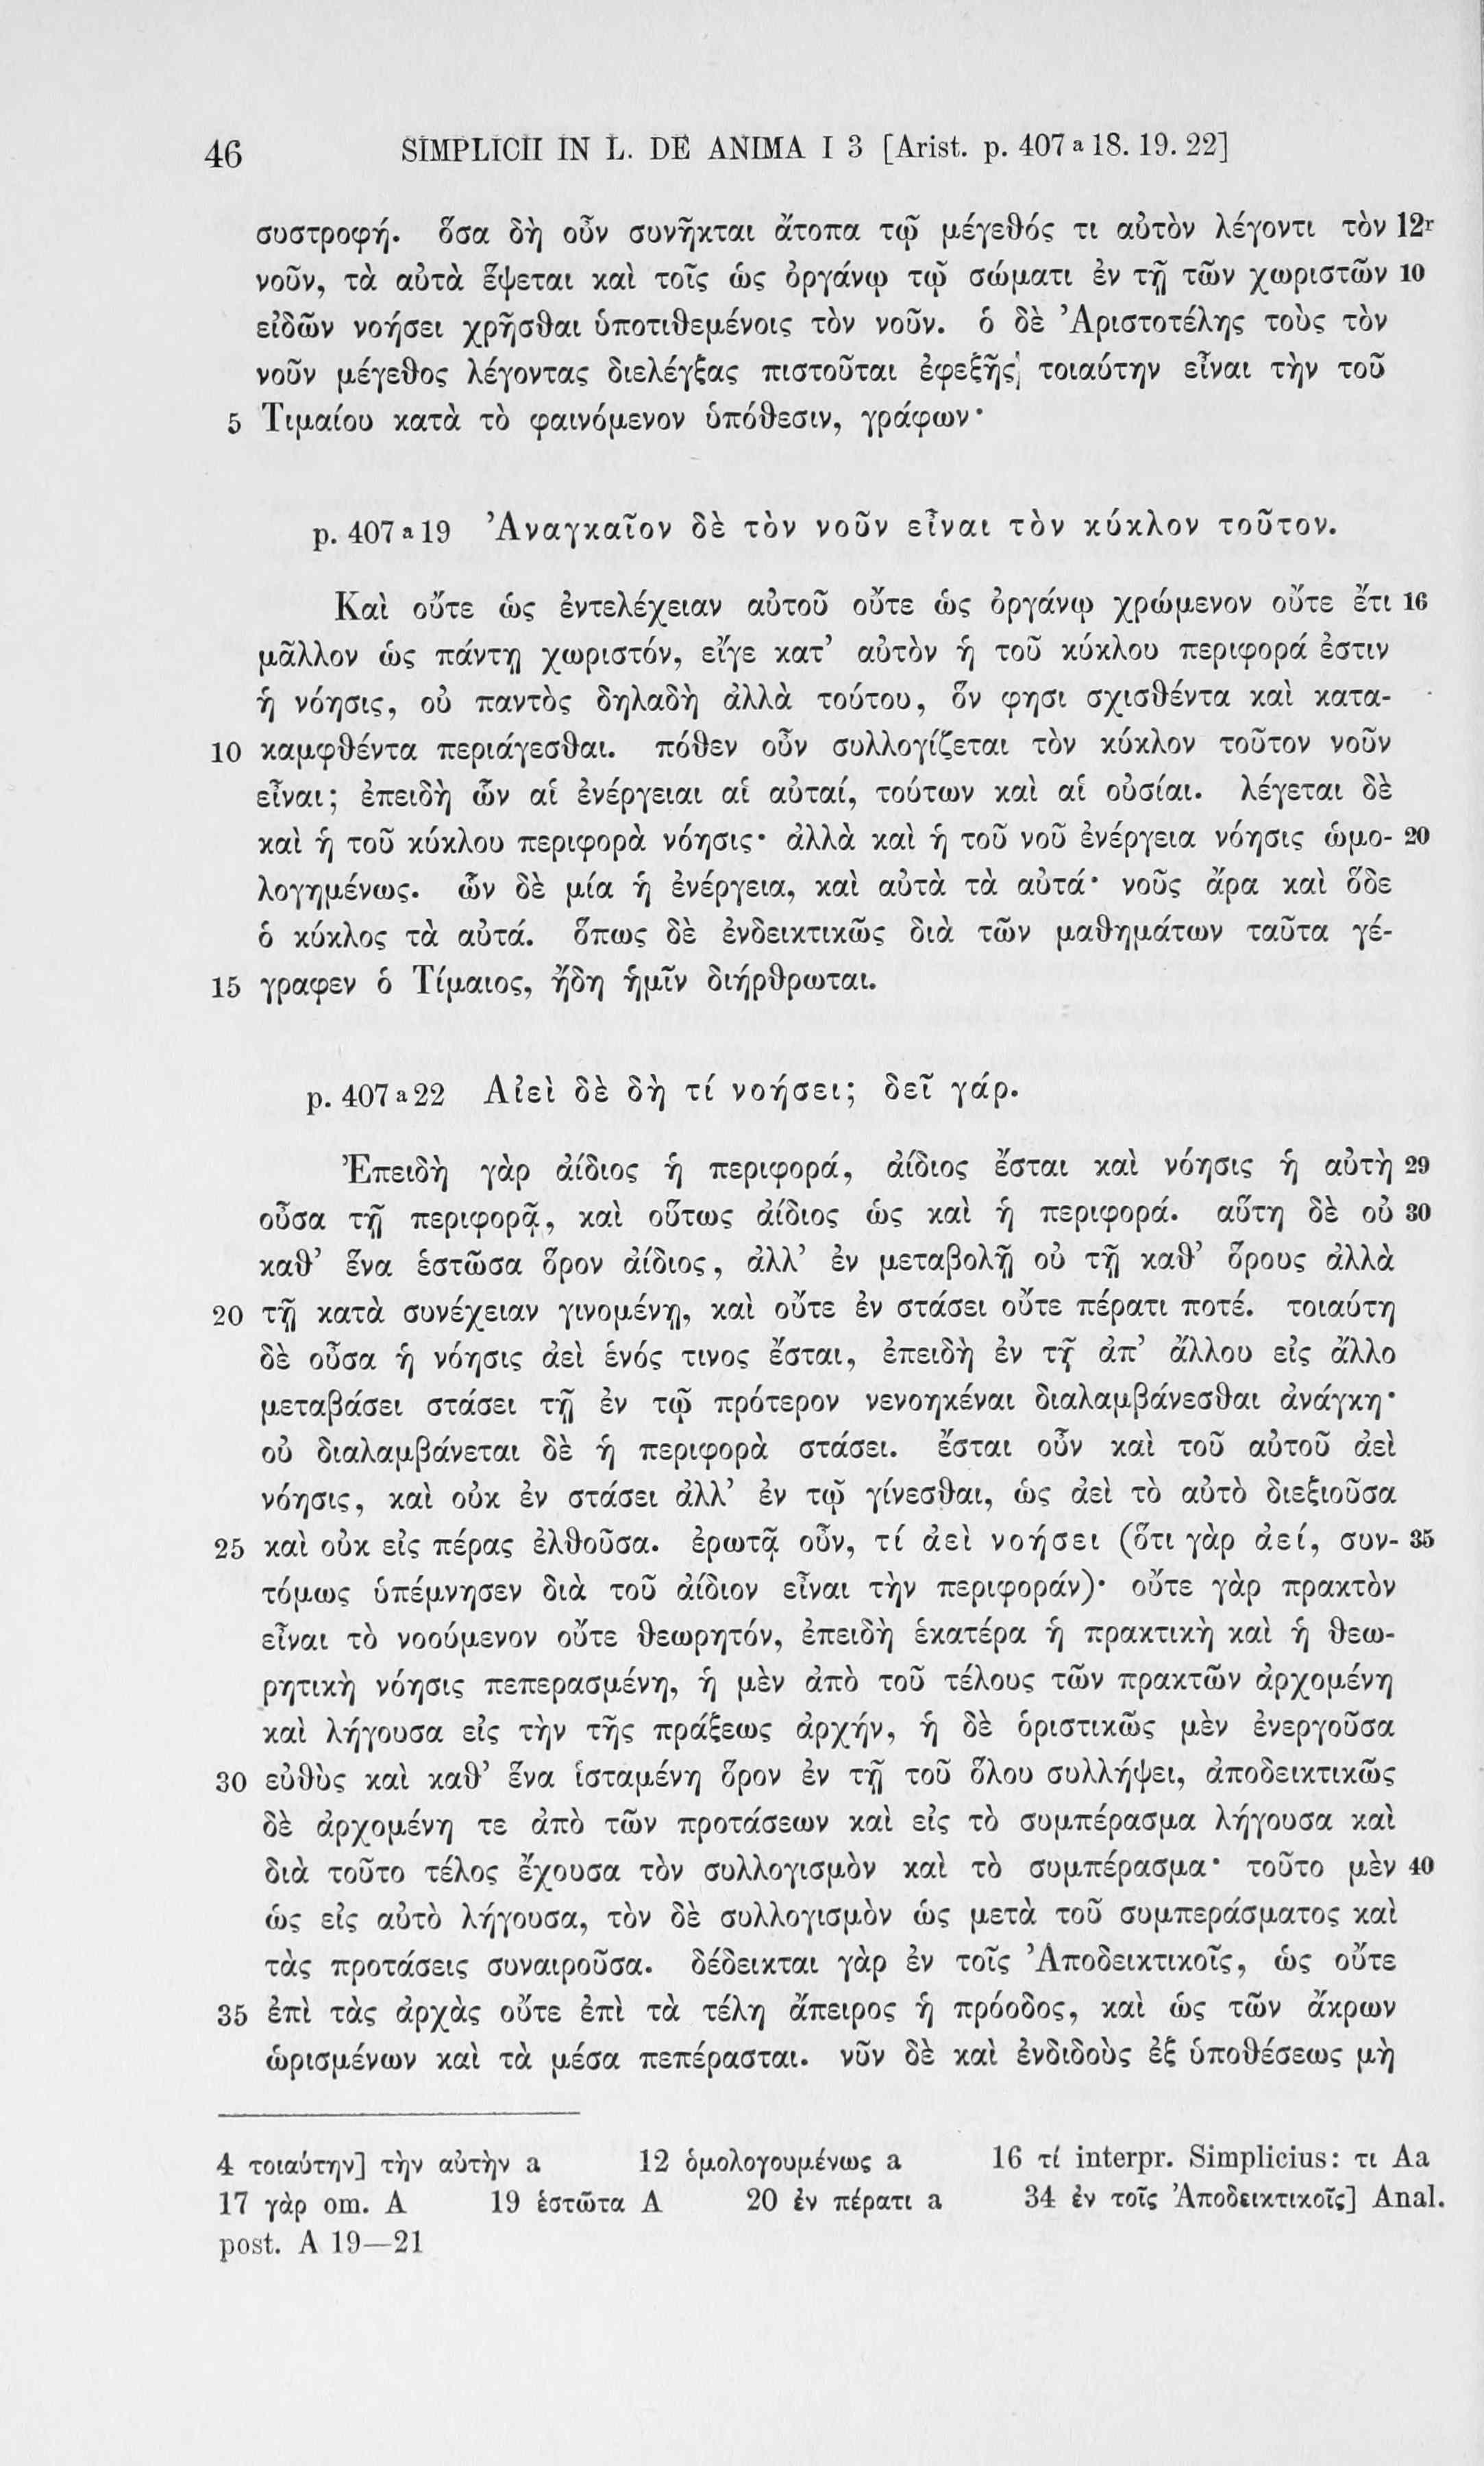 46 SIMPLICII IN L. DE ANIMA I 3 [Arist. p. 407 a 18. 19. 22]
συστροφή. ὅσα δὴ οὖν συνῆκται ἄτοπα τῷ μέγεθός τι αὐτὸν λέγοντι τὸν 12r
νοῦν, τὰ αὐτὰ ἕψεται καὶ τοῖς ὡς ὀργάνῳ τῷ σώματι ἐν τῇ τῶν χωριστῶν 10
εἰδῶν νοήσει χρῆσθαι ὑποτιθεμένοις τὸν νοῦν. ὁ δὲ Ἀριστοτέλης τοὺς τὸν
νοῦν μέγεθος λέγοντας διελέγξας πιστοῦται ἐφεξῆς τοιαύτην εἶναι τὴν τοῦ
5 Τιμαίου κατὰ τὸ φαινόμενον ὑπόθεσιν, γράφων·
p. 407 a 19 Ἀναγκαῖον δὲ τὸν νοῦν εἶναι τὸν κύκλον τοῦτον.
Καὶ οὔτε ὡς ἐντελέχειαν αὐτοῦ οὔτε ὡς ὀργάνῳ χρώμενον οὔτε ἔτι 16
μᾶλλον ὡς πάντῃ χωριστόν, εἴγε κατ’ αὐτὸν ἡ τοῦ κύκλου περιφορά ἐστιν
ἡ νόησις, οὐ παντὸς δηλαδὴ ἀλλὰ τούτου, ὅν φησι σχισθέντα καὶ κατα-
10 καμφθέντα περιάγεσθαι. πόθεν οὖν συλλογίζεται τὸν κύκλον τοῦτον νοῦν
εἶναι; ἐπειδὴ ὧν αἱ ἐνέργειαι αἱ αὐταί, τούτων καὶ αἱ οὐσίαι. λέγεται δὲ
καὶ ἡ τοῦ κύκλου περιφορὰ νόησις· ἀλλὰ καὶ ἡ τοῦ νοῦ ἐνέργεια νόησις ὡμο- 20
λογημένως. ὧν δὲ μία ἡ ἐνέργεια, καὶ αὐτὰ τὰ αὐτά· νοῦς ἄρα καὶ ὅδε
ὁ κύκλος τὰ αὐτά. ὅπως δὲ ἐνδεικτικῶς διὰ τῶν μαθημάτων ταῦτα γέ-
15 γραφεν ὁ Τίμαιος, ἤδη ἡμῖν διήρθρωται.
p. 407 a 22 Αἰεὶ δὲ δὴ τί νοήσει; δεῖ γάρ.
Ἐπειδὴ γὰρ ἀίδιος ἡ περιφορά, ἀίδιος ἔσται καὶ νόησις ἡ αὐτὴ 29
οὖσα τῇ περιφορᾷ, καὶ οὕτως ἀίδιος ὡς καὶ ἡ περιφορά. αὕτη δὲ οὐ 30
καθ’ ἕνα ἑστῶσα ὅρον ἀίδιος, ἀλλ’ ἐν μεταβολῇ οὐ τῇ καθ’ ὅρους ἀλλὰ
20 τῇ κατὰ συνέχειαν γινομένῃ, καὶ οὔτε ἐν στάσει οὔτε πέρατι ποτέ. τοιαύτη
δὲ οὖσα ἡ νόησις ἀεὶ ἑνός τινος ἔσται, ἐπειδὴ ἐν τῇ ἀπ’ ἄλλου εἰς ἄλλο
μεταβάσει στάσει τῇ ἐν τῷ πρότερον νενοηκέναι διαλαμβάνεσθαι ἀνάγκη·
οὐ διαλαμβάνεται δὲ ἡ περιφορὰ στάσει. ἔσται οὖν καὶ τοῦ αὐτοῦ ἀεὶ
νόησις, καὶ οὐκ ἐν στάσει ἀλλ’ ἐν τῷ γίνεσθαι, ὡς ἀεὶ τὸ αὐτὸ διεξιοῦσα
25 καὶ οὐκ εἰς πέρας ἐλθοῦσα. ἐρωτᾷ οὖν, τί ἀεὶ νοήσει (ὅτι γὰρ ἀεί, συν- 35
τόμως ὑπέμνησεν διὰ τοῦ ἀίδιον εἶναι τὴν περιφοράν)· οὔτε γὰρ πρακτὸν
εἶναι τὸ νοούμενον οὔτε θεωρητόν, ἐπειδὴ ἑκατέρα ἡ πρακτικὴ καὶ ἡ θεω-
ρητικὴ νόησις πεπερασμένη, ἡ μὲν ἀπὸ τοῦ τέλους τῶν πρακτῶν ἀρχομένη
καὶ λήγουσα εἰς τὴν τῆς πράξεως ἀρχήν, ἡ δὲ ὁριστικῶς μὲν ἐνεργοῦσα
30 εὐθὺς καὶ καθ’ ἕνα ἱσταμένη ὅρον ἐν τῇ τοῦ ὅλου συλλήψει, ἀποδεικτικῶς
δὲ ἀρχομένη τε ἀπὸ τῶν προτάσεων καὶ εἰς τὸ συμπέρασμα λήγουσα καὶ
διὰ τοῦτο τέλος ἔχουσα τὸν συλλογισμὸν καὶ τὸ συμπέρασμα· τοῦτο μὲν 40
ὡς εἰς αὐτὸ λήγουσα, τὸν δὲ συλλογισμὸν ὡς μετὰ τοῦ συμπεράσματος καὶ
τὰς προτάσεις συναιροῦσα. δέδεικται γὰρ ἐν τοῖς Ἀποδεικτικοῖς, ὡς οὔτε
35 ἐπὶ τὰς ἀρχὰς οὔτε ἐπὶ τὰ τέλη ἄπειρος ἡ πρόοδος, καὶ ὡς τῶν ἄκρων
ὡρισμένων καὶ τὰ μέσα πεπέρασται. νῦν δὲ καὶ ἐνδιδοὺς ἐξ ὑποθέσεως μὴ
4 τοιαύτην] τὴν αὐτὴν a 12 ὁμολογουμένως a 16 τί interpr. Simplicius: τι Aa
17 γὰρ om. A 19 ἑστῶτα A 20 ἐν πέρατι a 34 ἐν τοῖς Ἀποδεικτικοῖς] Anal.
post. A 19—21